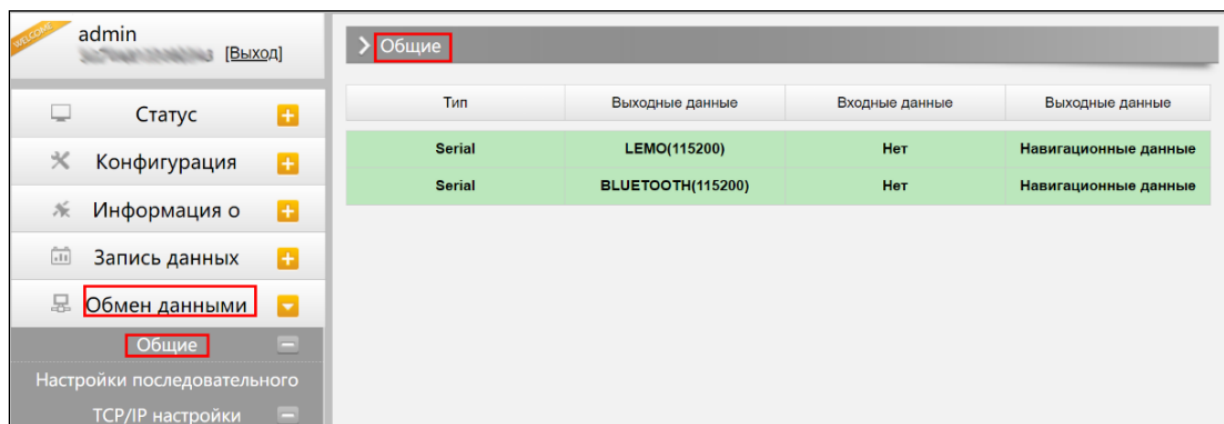 WELCOME
admin
[Выход]
Статус
Конфигурация
Информация о
Запись данных
Обмен данными
Общие
Настройки последовательного
TCP/IP настройки
Общие
Тип Выходные данные Входные данные Выходные данные
Serial LEMO(115200) Нет Навигационные данные
Serial BLUETOOTH(115200) Нет Навигационные данные